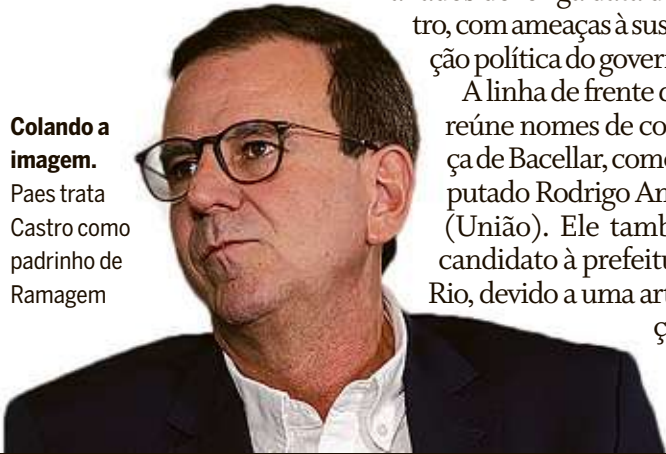 Colando a
imagem.
Paes trata
Castro como
padrinho de
Ramagem
tro, com ameaças à sus
ção política do govern
A linha de frente
reúne nomes de co
ça de Bacellar, como
putado Rodrigo Am
(União). Ele tamb
candidato à prefeitu
Rio, devido a uma art
ç